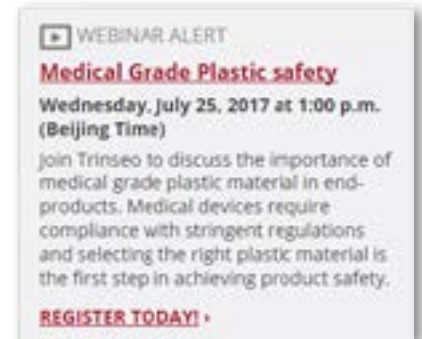 WEBINAR ALERT
Medical Grade Plastic safety
Wednesday, July 25, 2017 at 1:00 p.m.
(Beijing Time)
Join Trinseo to discuss the importance of
medical grade plastic material in end-
products. Medical devices require
compliance with stringent regulations
and selecting the right plastic material is
the first step in achieving product safety.
REGISTER TODAY! ›